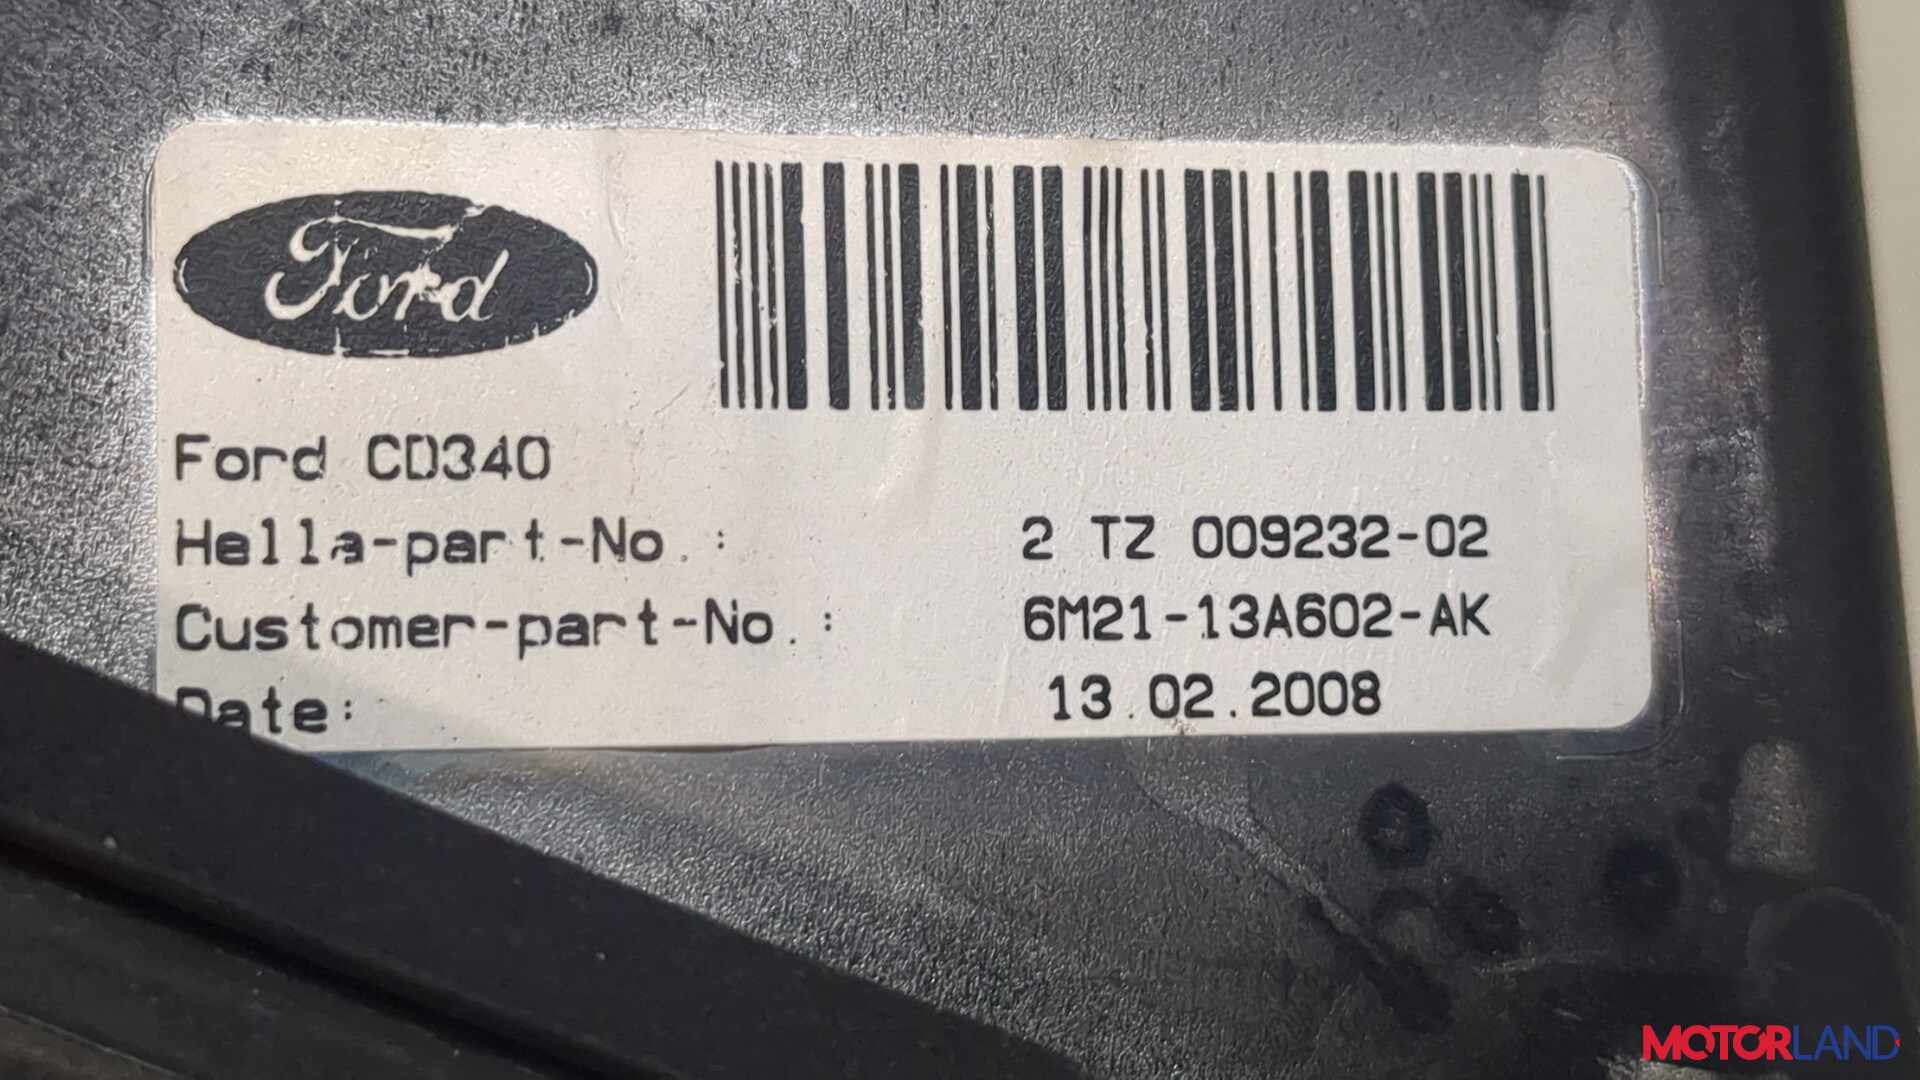 Ford
Ford CD340
Hella-part-No.: 2 TZ 009232-02
Customer-part-No.: 6M21-13A602-AK
Date: 13.02.2008
MOTORLAND